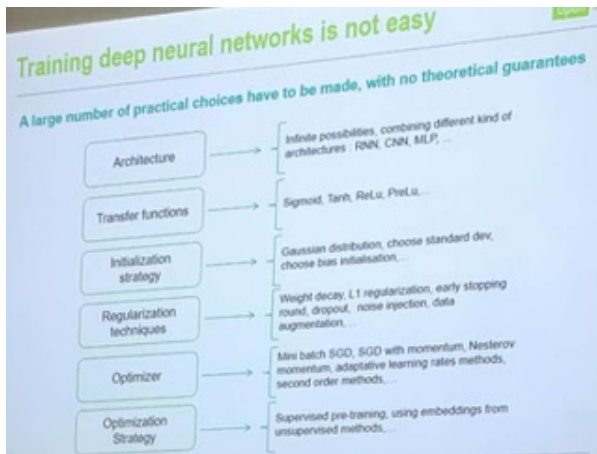 Training deep neural networks is not easy
A large number of practical choices have to be made, with no theoretical guarantees
Architecture
Infinite possibilities, combining different kind of
architectures : RNN, CNN, MLP, ...
Transfer functions
Sigmoid, Tanh, ReLu, PreLu,...
Initialization
strategy
Gaussian distribution, choose standard dev,
choose bias initialisation,...
Regularization
techniques
Weight decay, L1 regularization, early stopping
round, dropout, noise injection, data
augmentation,...
Optimizer
Mini batch SGD, SGD with momentum, Nesterov
momentum, adaptative learning rates methods,
second order methods,...
Optimization
Strategy
Supervised pre-training, using embeddings from
unsupervised methods,...